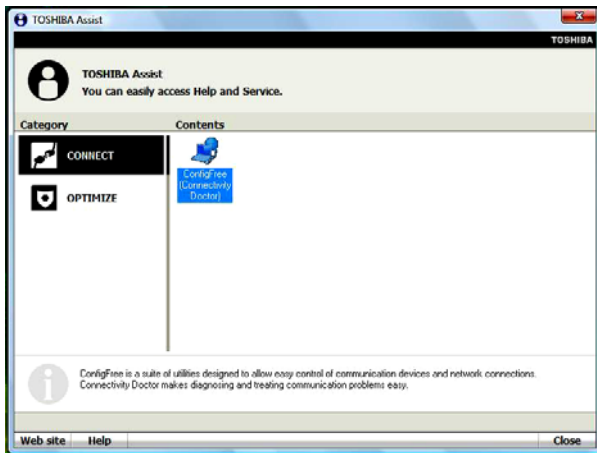 TOSHIBA Assist
TOSHIBA
TOSHIBA Assist
You can easily access Help and Service.
Category
Contents
CONNECT
OPTIMIZE
ConfigFree
(Connectivity
Doctor)
ConfigFree is a suite of utilities designed to allow easy control of communication devices and network connections.
Connectivity Doctor makes diagnosing and treating communication problems easy.
Web site
Help
Close